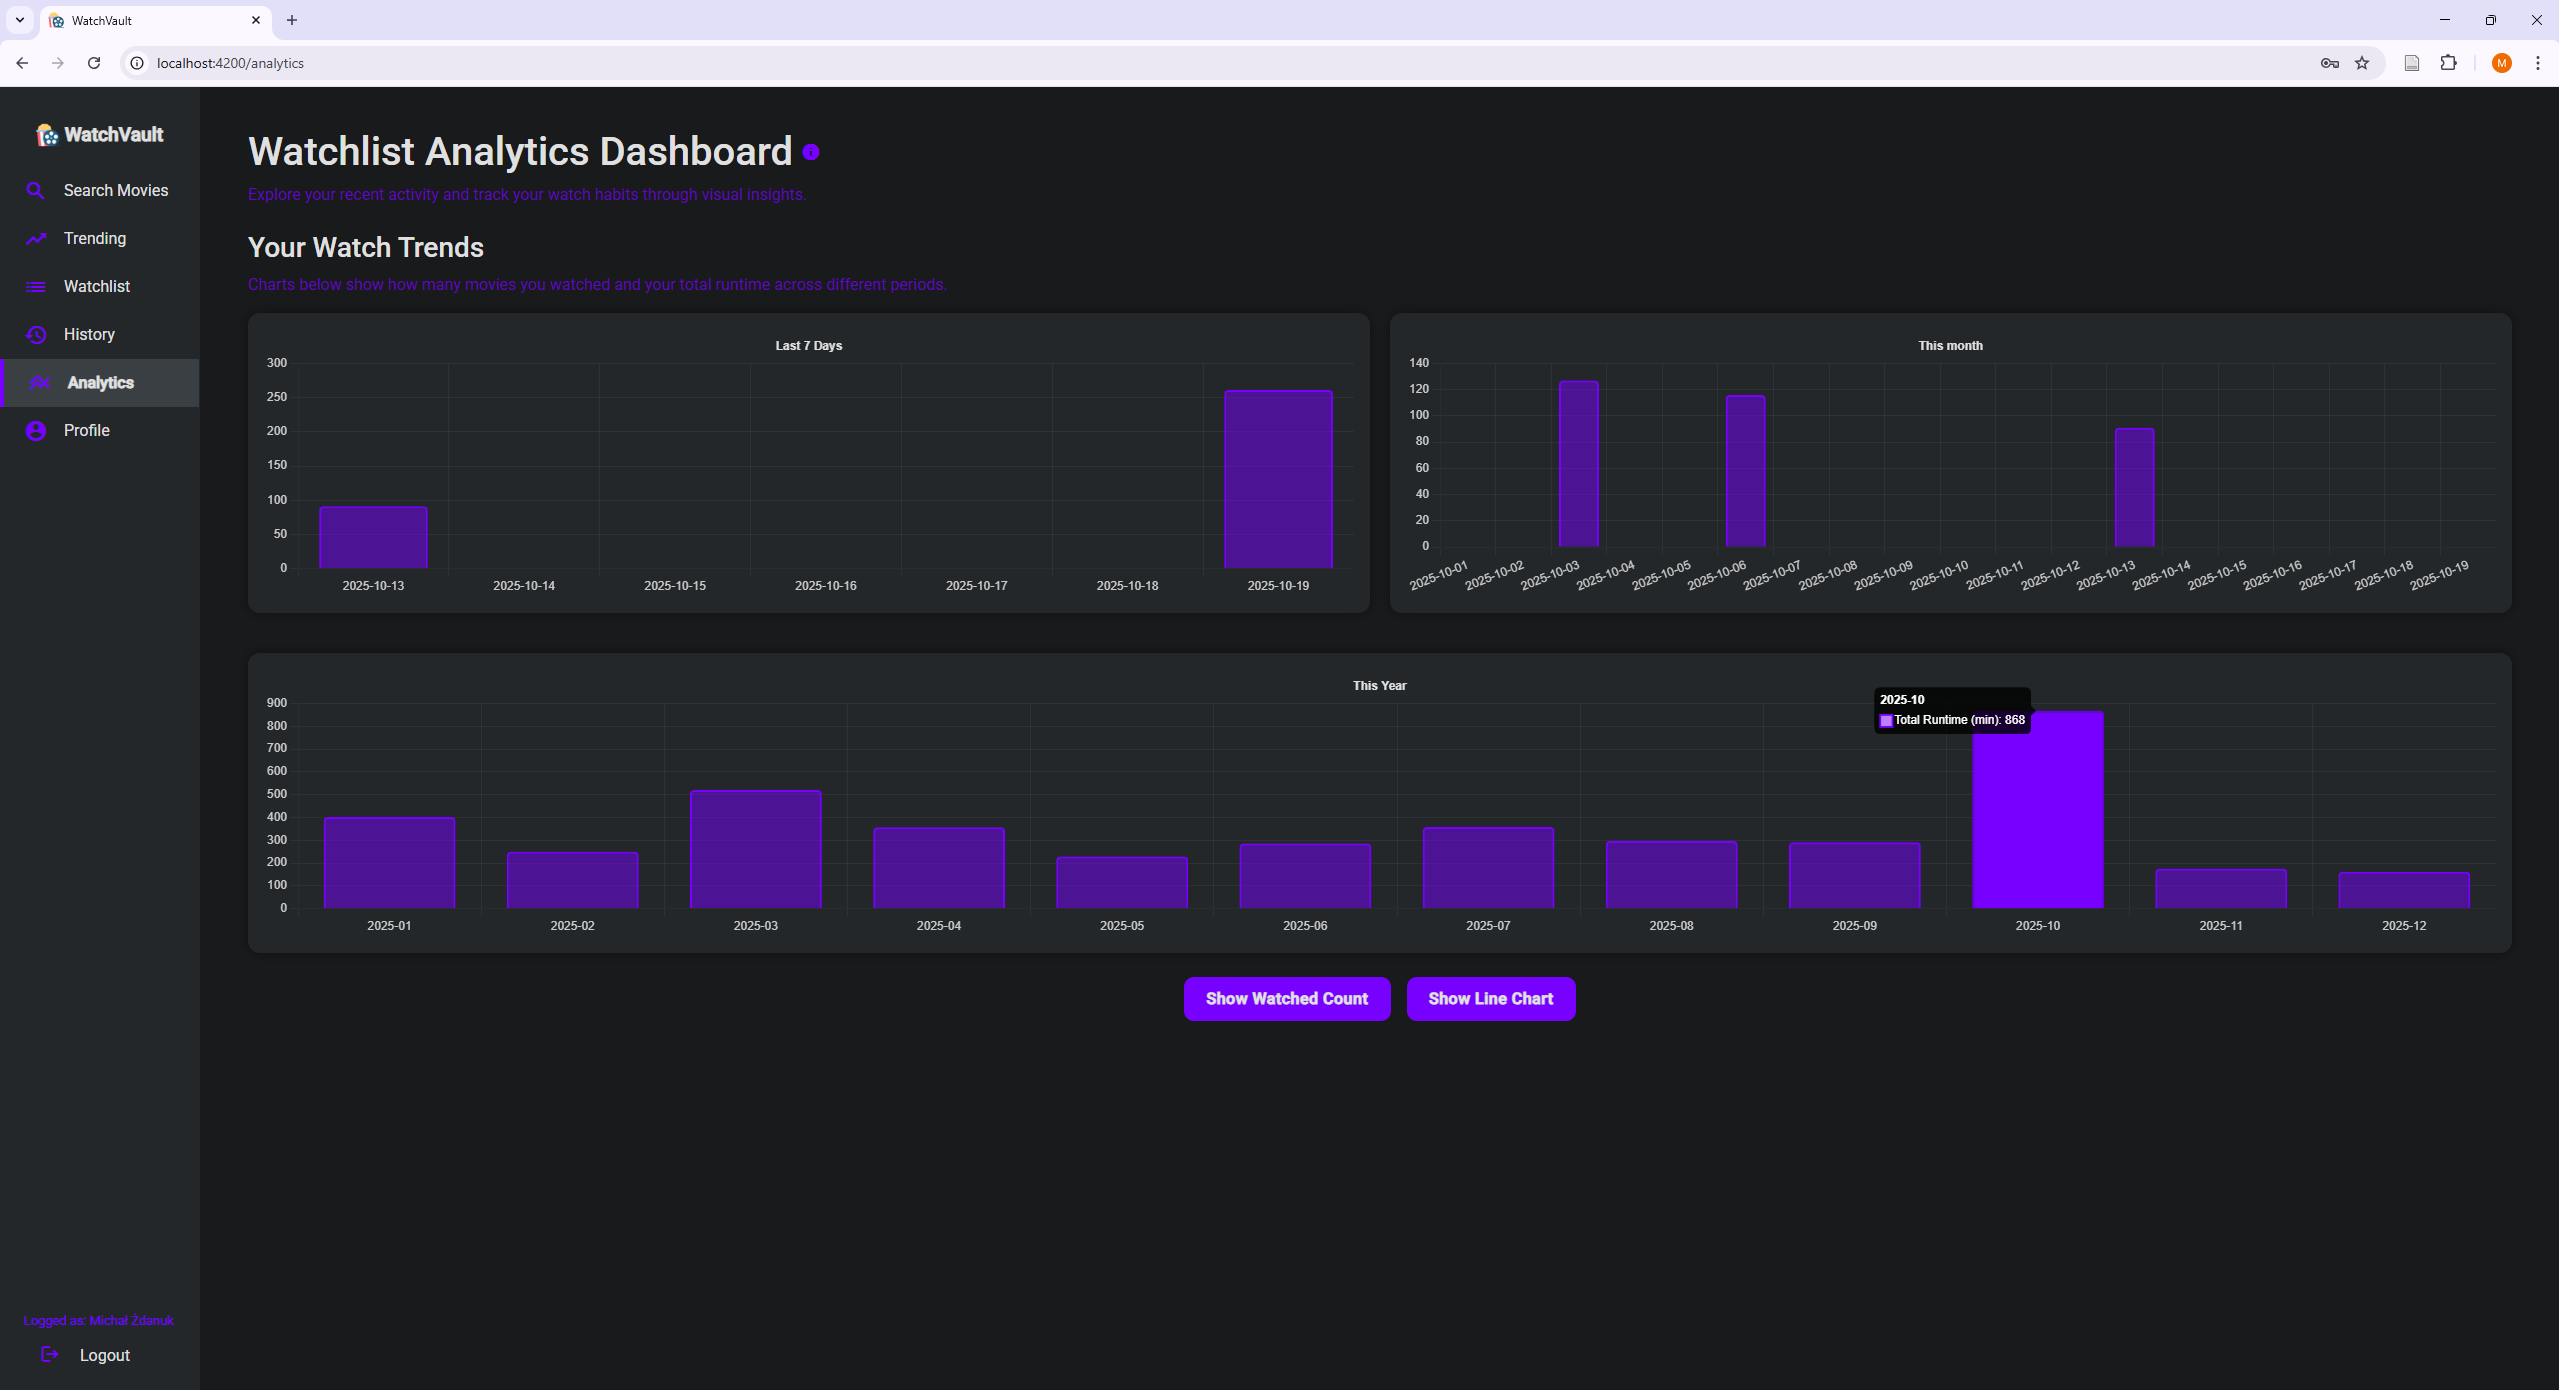 WatchVault
localhost:4200/analytics
M
WatchVault
Search Movies
Trending
Watchlist
History
Analytics
Profile
Logged as: Michał Żdanuk
Logout
Watchlist Analytics Dashboard
Explore your recent activity and track your watch habits through visual insights.
Your Watch Trends
Charts below show how many movies you watched and your total runtime across different periods.
Last 7 Days
300
250
200
150
100
50
0
2025-10-13 2025-10-14 2025-10-15 2025-10-16 2025-10-17 2025-10-18 2025-10-19
This month
140
120
100
80
60
40
20
0
2025-10-01 2025-10-02 2025-10-03 2025-10-04 2025-10-05 2025-10-06 2025-10-07 2025-10-08 2025-10-09 2025-10-10 2025-10-11 2025-10-12 2025-10-13 2025-10-14 2025-10-15 2025-10-16 2025-10-17 2025-10-18 2025-10-19
This Year
900
800
700
600
500
400
300
200
100
0
2025-10
Total Runtime (min): 868
2025-01 2025-02 2025-03 2025-04 2025-05 2025-06 2025-07 2025-08 2025-09 2025-10 2025-11 2025-12
Show Watched Count Show Line Chart